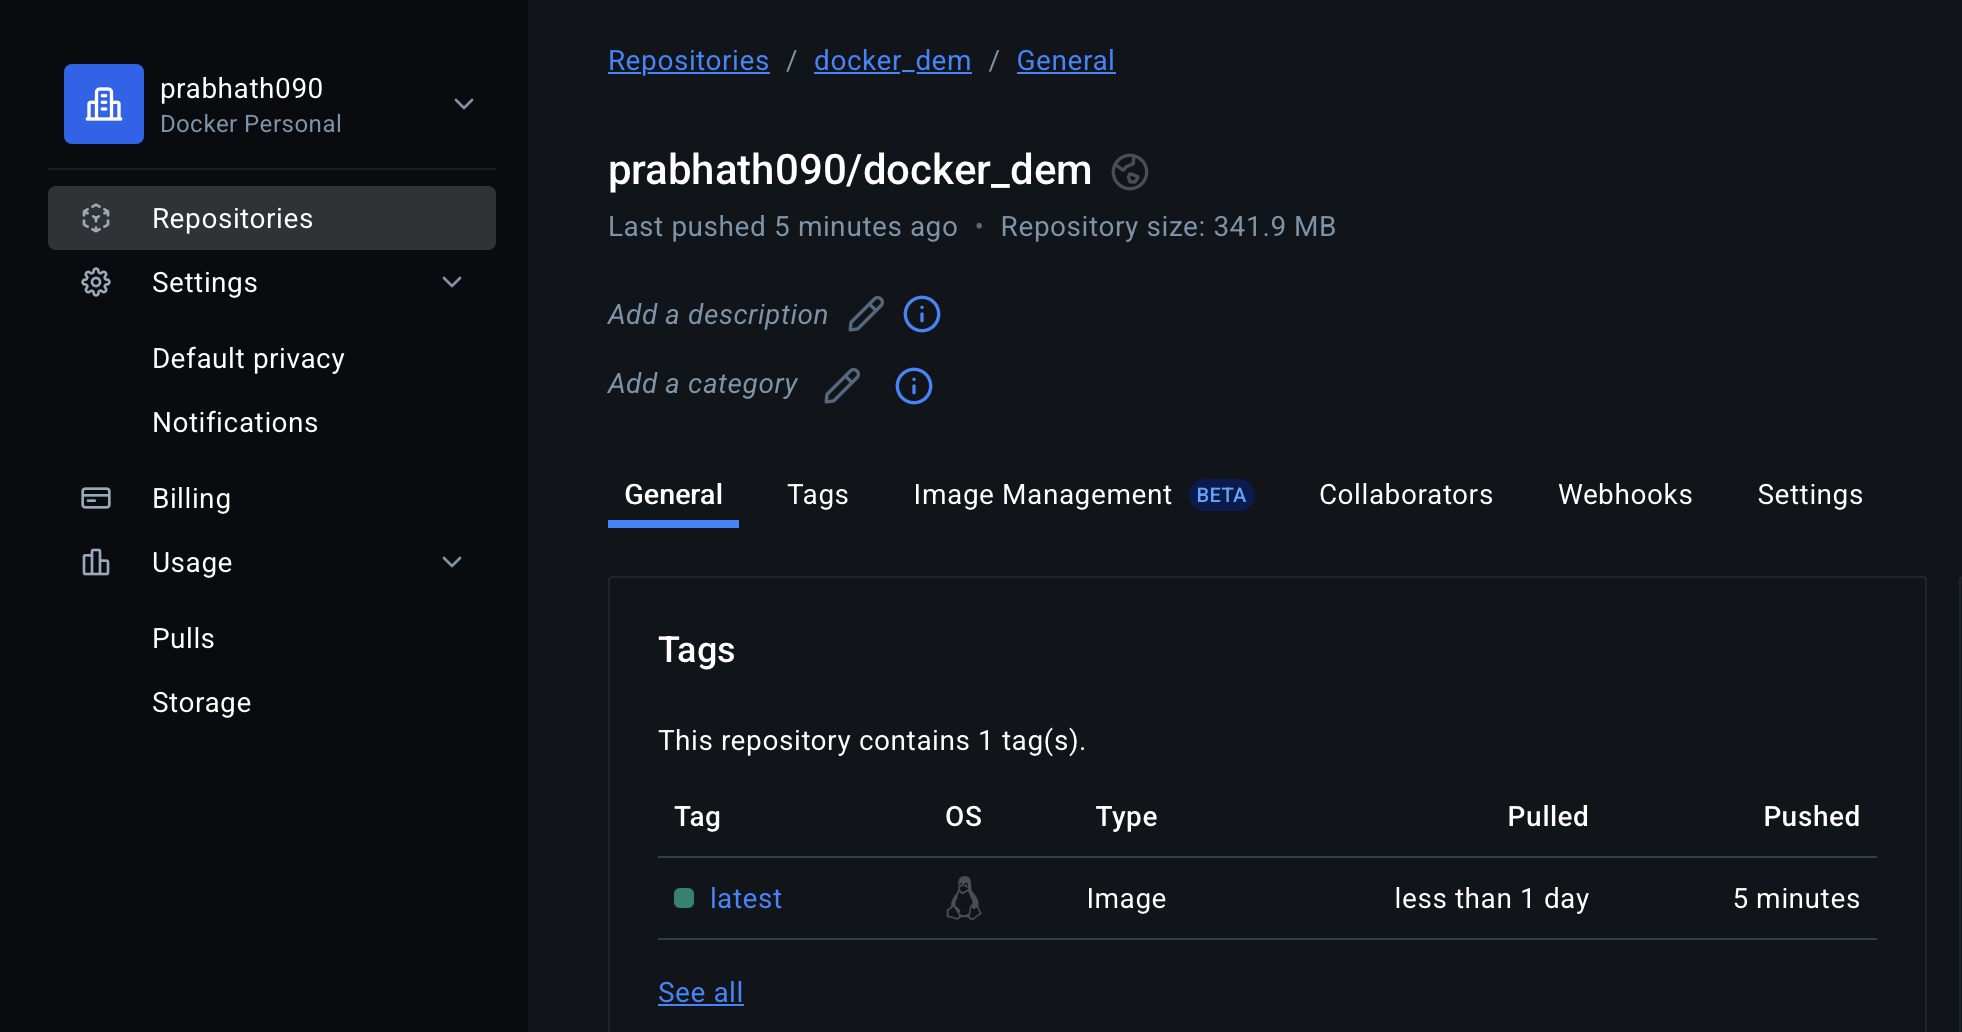 prabhath090
Docker Personal
Repositories
Settings
Default privacy
Notifications
Billing
Usage
Pulls
Storage
Repositories / docker_dem / General
prabhath090/docker_dem
Last pushed 5 minutes ago • Repository size: 341.9 MB
Add a description
Add a category
General Tags Image Management BETA Collaborators Webhooks Settings
Tags
This repository contains 1 tag(s).
Tag OS Type Pulled Pushed
latest Image less than 1 day 5 minutes
See all